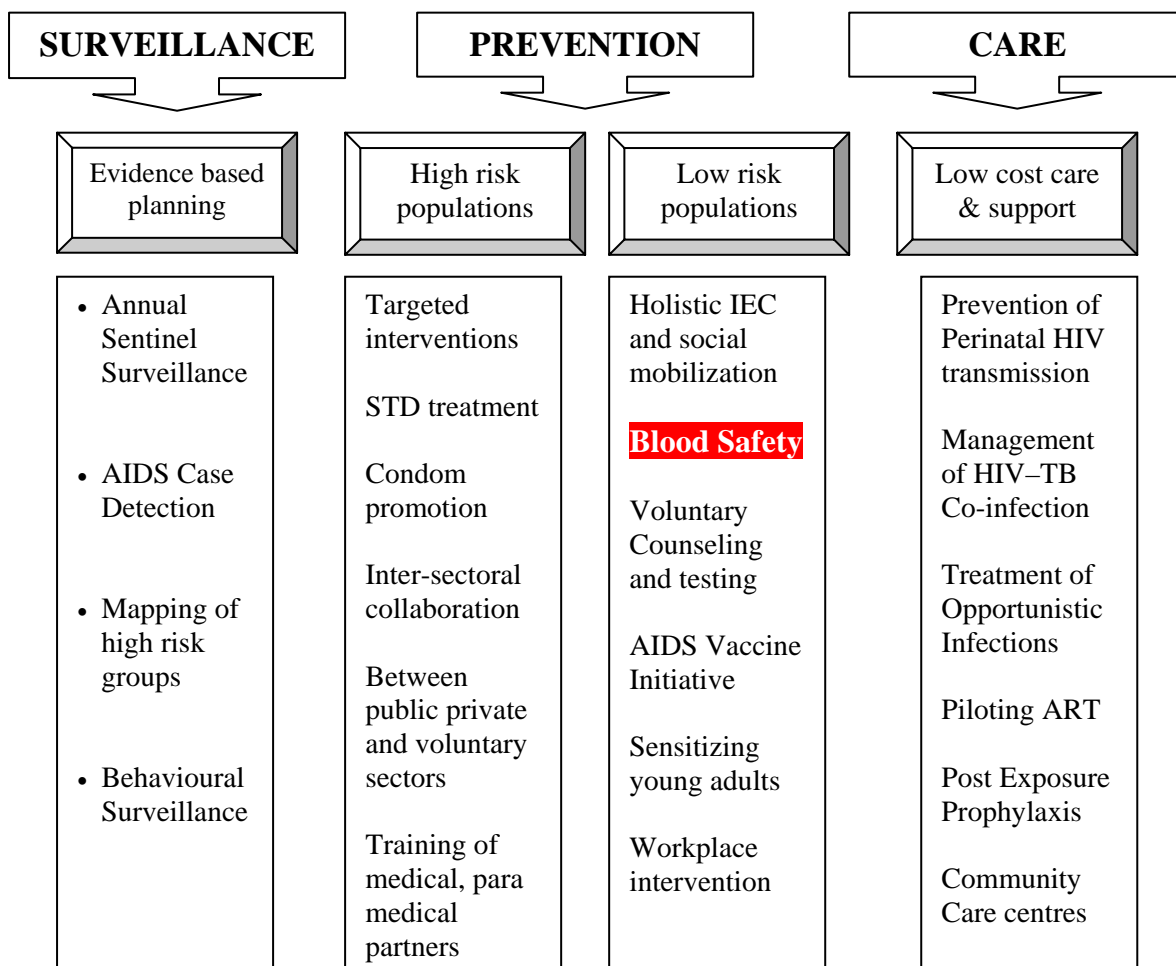 SURVEILLANCE
PREVENTION
CARE
Evidence based
planning
High risk
populations
Low risk
populations
Low cost care
& support
• Annual
Sentinel
Surveillance
• AIDS Case
Detection
• Mapping of
high risk
groups
• Behavioural
Surveillance
Targeted
interventions
STD treatment
Condom
promotion
Inter-sectoral
collaboration
Between
public private
and voluntary
sectors
Training of
medical, para
medical
partners
Holistic IEC
and social
mobilization
Blood Safety
Voluntary
Counseling
and testing
AIDS Vaccine
Initiative
Sensitizing
young adults
Workplace
intervention
Prevention of
Perinatal HIV
transmission
Management
of HIV–TB
Co-infection
Treatment of
Opportunistic
Infections
Piloting ART
Post Exposure
Prophylaxis
Community
Care centres